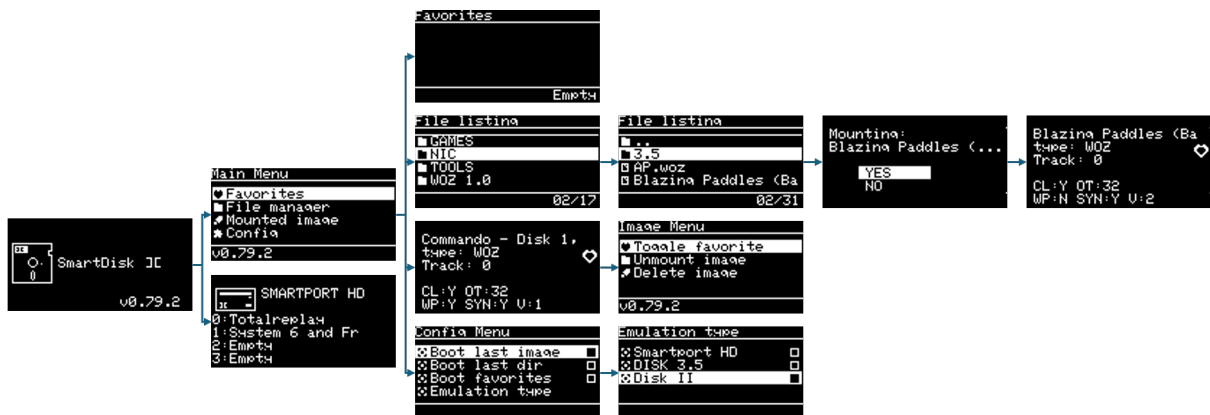 SmartDisk ][
v0.79.2
Main Menu
Favorites
File manager
Mounted image
Config
v0.79.2
SMARTPORT HD
0:Totalreplay
1:System 6 and Fr
2:Empty
3:Empty
Favorites
Empty
File listing
GAMES
NIC
TOOLS
WOZ 1.0
02/17
File listing
..
3.5
AP.woz
Blazing Paddles (Ba
02/31
Mounting:
Blazing Paddles (...
YES
NO
Blazing Paddles (Ba
type: WOZ
Track: 0
CL:Y OT:32
WP:N SYN:Y V:2
Commando - Disk 1,
type: WOZ
Track: 0
CL:Y OT:32
WP:Y SYN:Y V:1
Image Menu
Toggle favorite
Unmount image
Delete image
v0.79.2
Config Menu
Boot last image
Boot last dir
Boot favorites
Emulation type
Emulation type
Smartport HD
DISK 3.5
Disk II